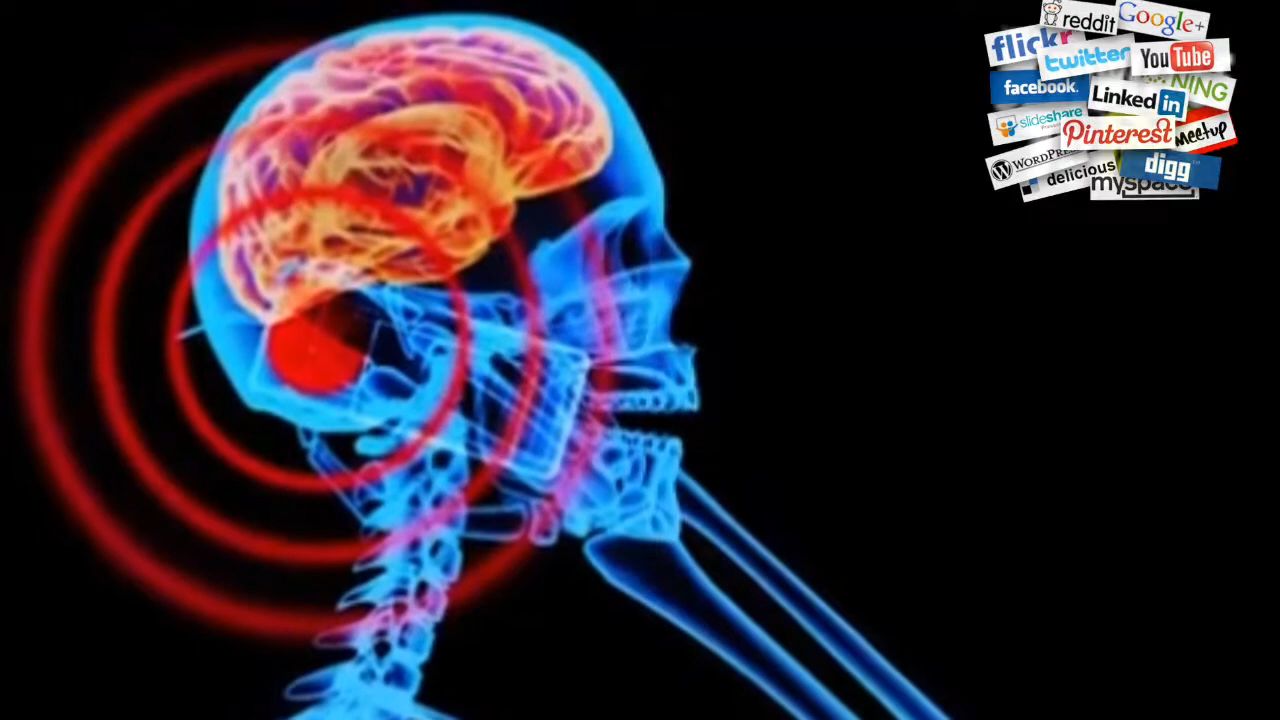 reddit
Google+
flickr
twitter
YouTube
facebook.
NING
Linked in
slideshare
Pinterest
Meetup
WORDPRESS
digg
delicious
myspace